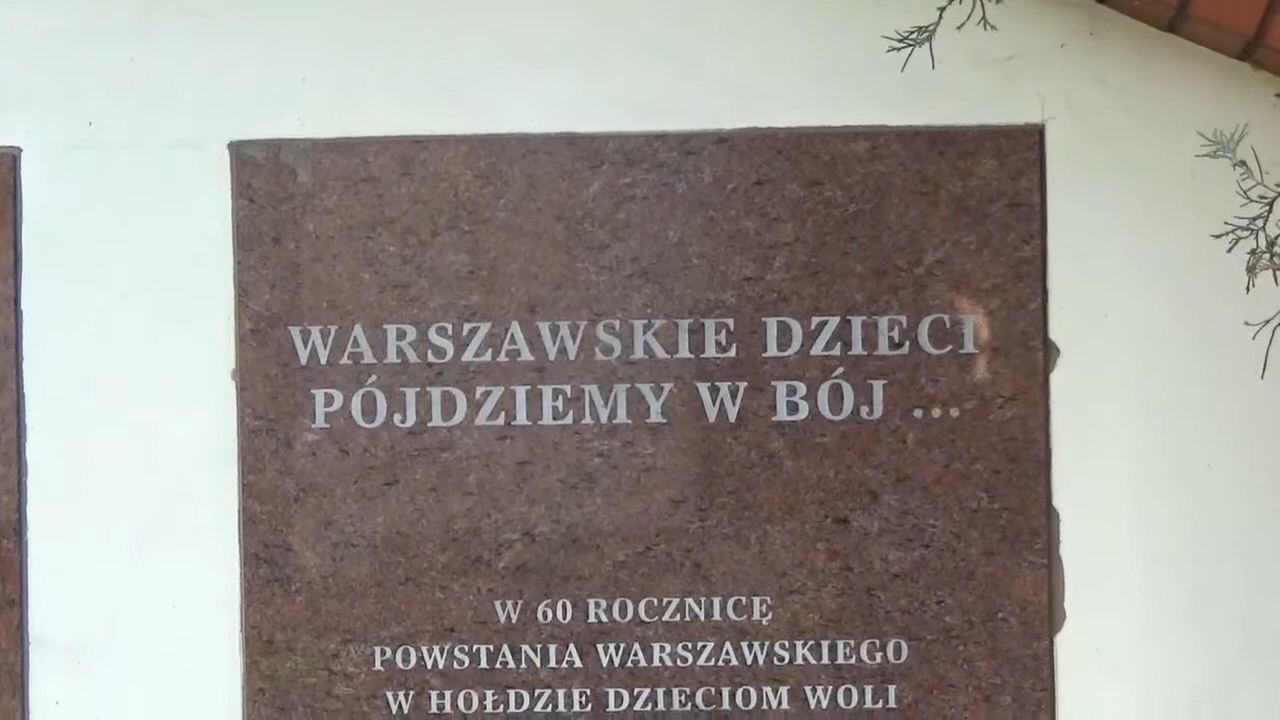 WARSZAWSKIE DZIECI
PÓJDZIEMY W BÓJ ...
W 60 ROCZNICĘ
POWSTANIA WARSZAWSKIEGO
W HOŁDZIE DZIECIOM WOLI